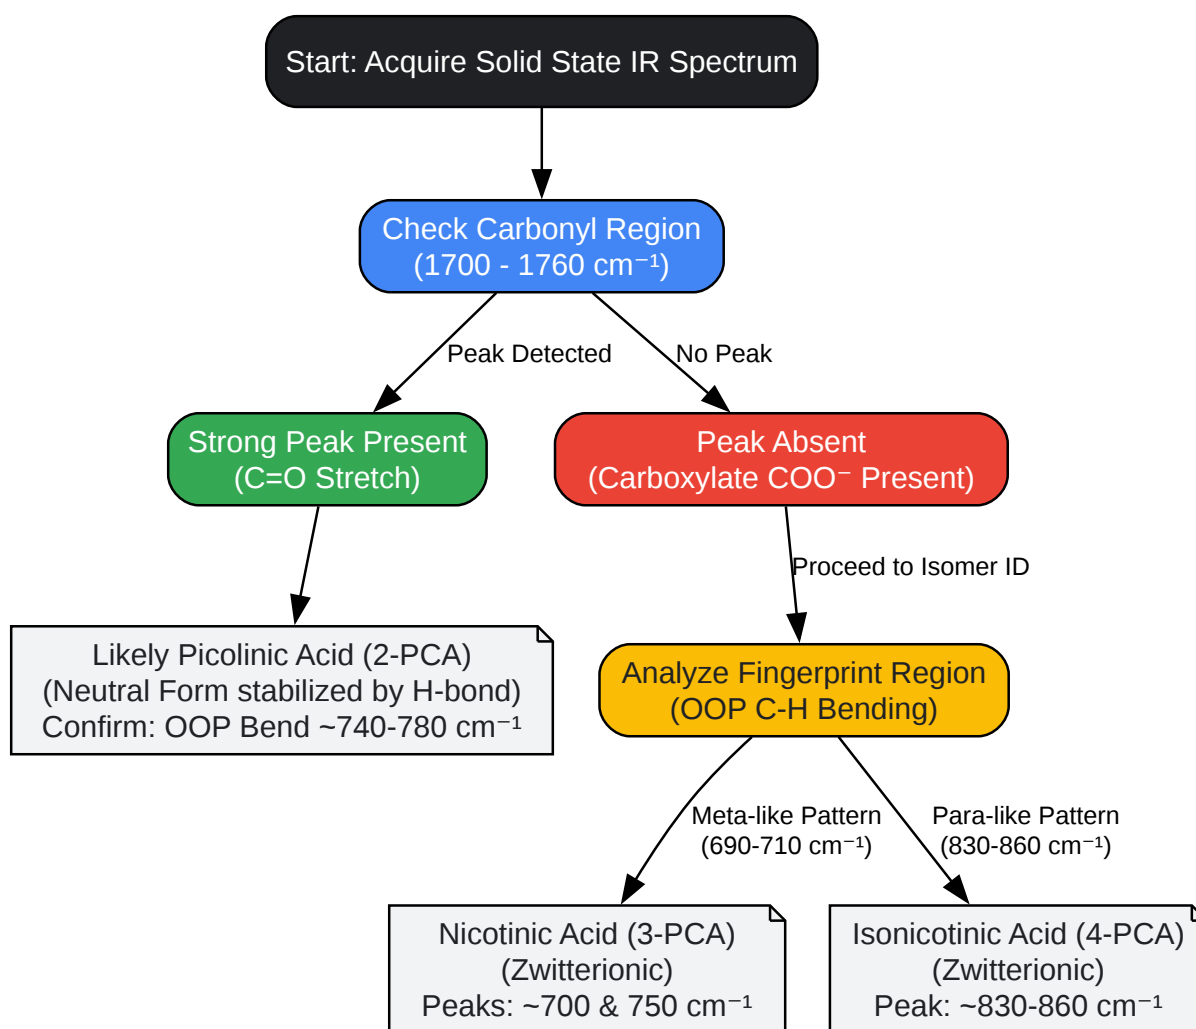 Start: Acquire Solid State IR Spectrum
Check Carbonyl Region
(1700 - 1760 cm⁻¹)
Peak Detected
No Peak
Strong Peak Present
(C=O Stretch)
Peak Absent
(Carboxylate COO⁻ Present)
Proceed to Isomer ID
Likely Picolinic Acid (2-PCA)
(Neutral Form stabilized by H-bond)
Confirm: OOP Bend ~740-780 cm⁻¹
Analyze Fingerprint Region
(OOP C-H Bending)
Meta-like Pattern
(690-710 cm⁻¹)
Para-like Pattern
(830-860 cm⁻¹)
Nicotinic Acid (3-PCA)
(Zwitterionic)
Peaks: ~700 & 750 cm⁻¹
Isonicotinic Acid (4-PCA)
(Zwitterionic)
Peak: ~830-860 cm⁻¹